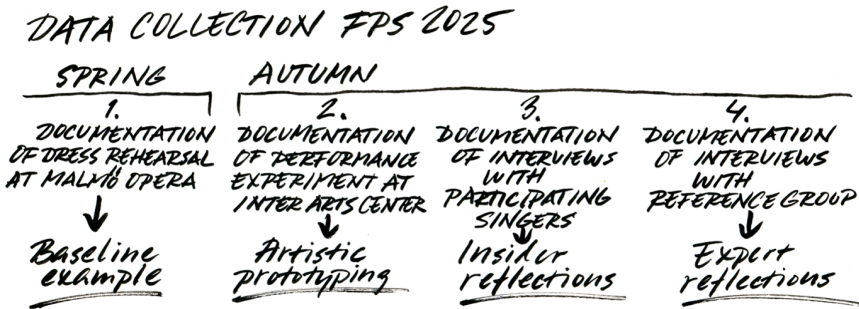 DATA COLLECTION FPS 2025
SPRING
AUTUMN
1.
DOCUMENTATION
OF DRESS REHEARSAL
AT MALMÖ OPERA
Baseline
example
2.
DOCUMENTATION
OF PERFORMANCE
EXPERIMENT AT
INTER ARTS CENTER
Artistic
prototyping
3.
DOCUMENTATION
OF INTERVIEWS
WITH
PARTICIPATING
SINGERS
Insider
reflections
4.
DOCUMENTATION
OF INTERVIEWS
WITH
REFERENCE GROUP
Expert
reflections